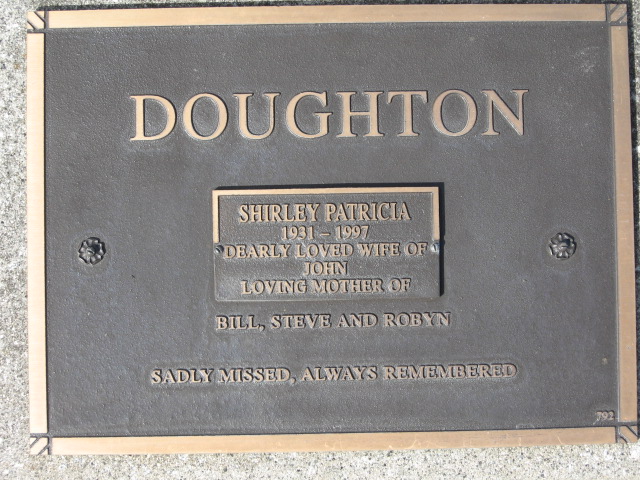 DOUGHTON
SHIRLEY PATRICIA
1931 – 1997
DEARLY LOVED WIFE OF
JOHN
LOVING MOTHER OF
BILL, STEVE AND ROBYN
SADLY MISSED, ALWAYS REMEMBERED
792